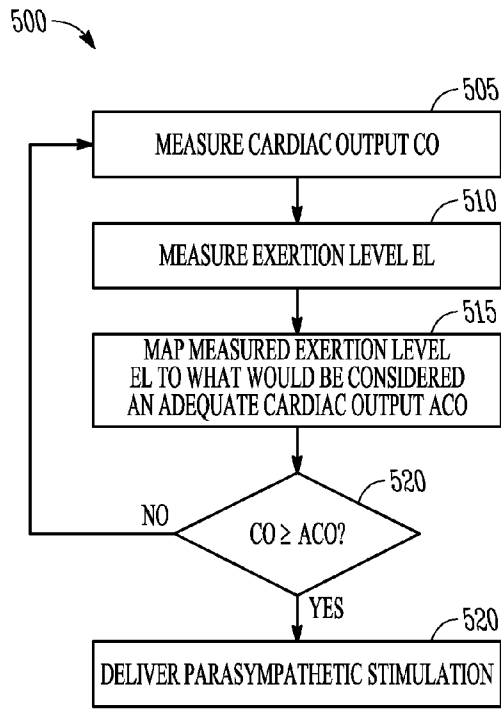 500
505
MEASURE CARDIAC OUTPUT CO
510
MEASURE EXERTION LEVEL EL
515
MAP MEASURED EXERTION LEVEL
EL TO WHAT WOULD BE CONSIDERED
AN ADEQUATE CARDIAC OUTPUT ACO
520
NO
CO ≥ ACO?
YES
520
DELIVER PARASYMPATHETIC STIMULATION